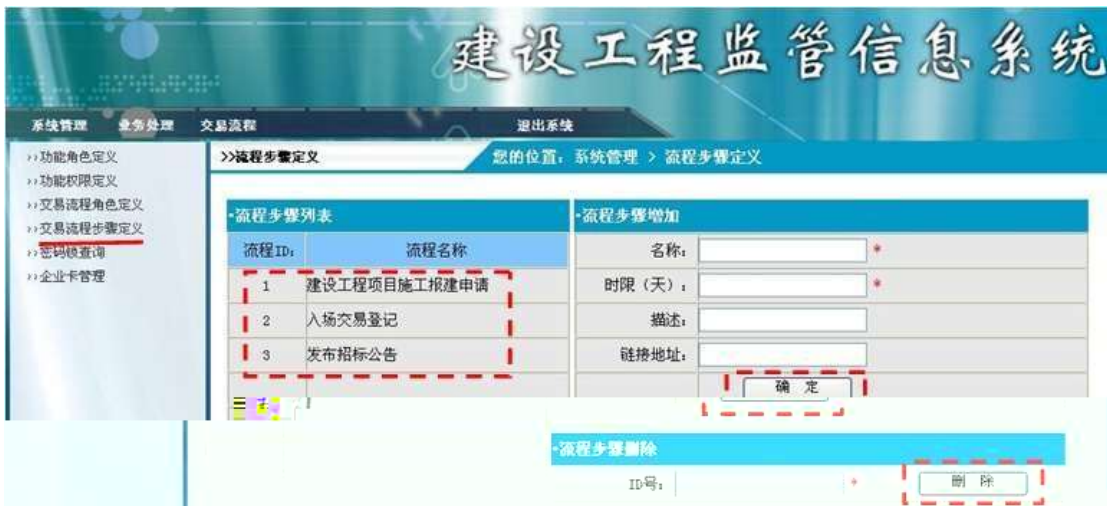 建设工程监管信息系统
系统管理 业务处理 交易流程 退出系统
>>功能角色定义
>>功能权限定义
>>交易流程角色定义
>>交易流程步骤定义
>>密码锁查询
>>企业卡管理
>>流程步骤定义 您的位置：系统管理 > 流程步骤定义
·流程步骤列表
流程ID: 流程名称
1 建设工程项目施工报建申请
2 入场交易登记
3 发布招标公告
·流程步骤增加
名称: *
时限（天）: *
描述:
链接地址:
确 定
·流程步骤删除
ID号: * 删 除